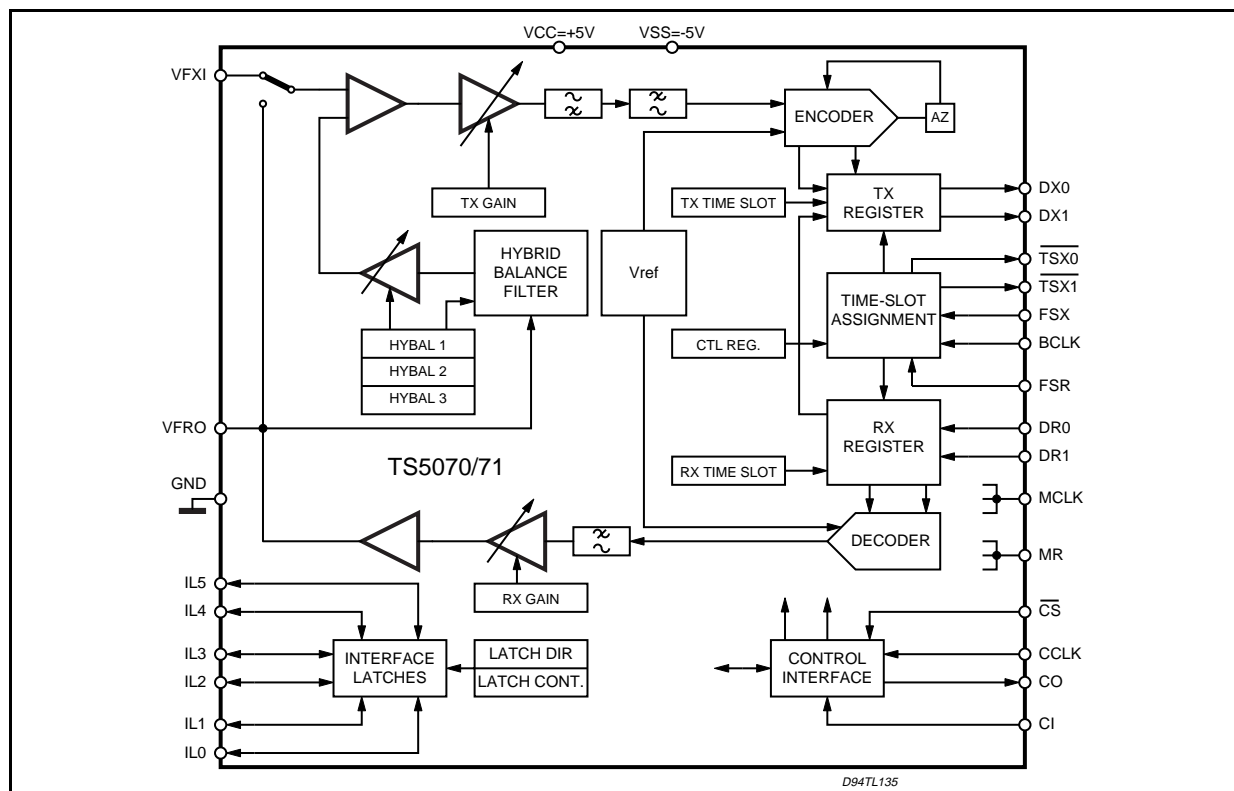 VCC=+5V
VSS=-5V
VFXI
ENCODER
AZ
TX GAIN
TX TIME SLOT
TX
REGISTER
DX0
DX1
HYBRID
BALANCE
FILTER
Vref
TSX0
TSX1
TIME-SLOT
ASSIGNMENT
FSX
BCLK
FSR
HYBAL 1
HYBAL 2
HYBAL 3
CTL REG.
VFRO
RX
REGISTER
DR0
DR1
TS5070/71
RX TIME SLOT
GND
MCLK
DECODER
MR
RX GAIN
IL5
IL4
IL3
IL2
IL1
IL0
INTERFACE
LATCHES
LATCH DIR
LATCH CONT.
CONTROL
INTERFACE
CS
CCLK
CO
CI
D94TL135